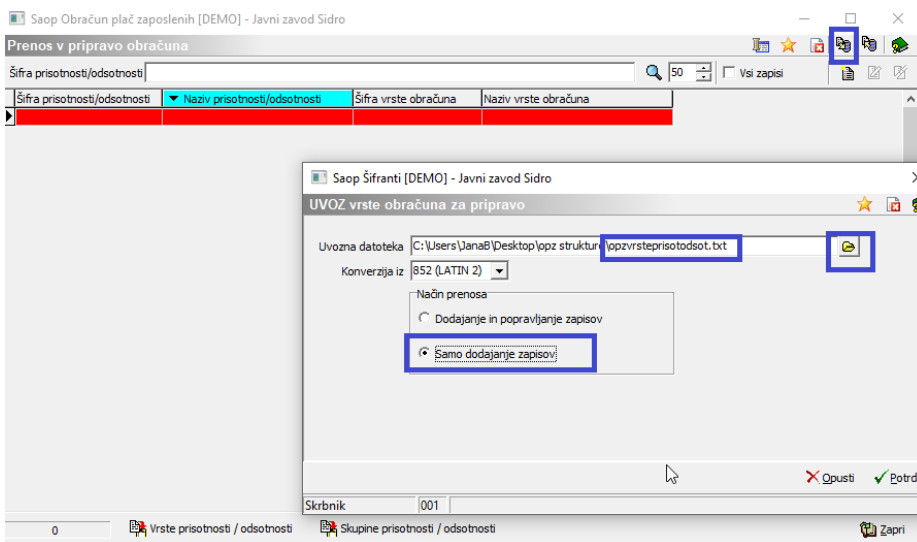 Saop Obračun plač zaposlenih [DEMO] - Javni zavod Sidro
Prenos v pripravo obračuna
Šifra prisotnosti/odsotnosti 50 Vsi zapisi
Šifra prisotnosti/odsotnosti Naziv prisotnosti/odsotnosti Šifra vrste obračuna Naziv vrste obračuna
Saop Šifranti [DEMO] - Javni zavod Sidro
UVOZ vrste obračuna za pripravo
Uvozna datoteka C:\Users\JanaB\Desktop\opz strukture\opzvrsteprisotodsot.txt
Konverzija iz 852 (LATIN 2)
Način prenosa
Dodajanje in popravljanje zapisov
Samo dodajanje zapisov
Opusti Potrd
Skrbnik 001
0 Vrste prisotnosti / odsotnosti Skupine prisotnosti / odsotnosti Zapri